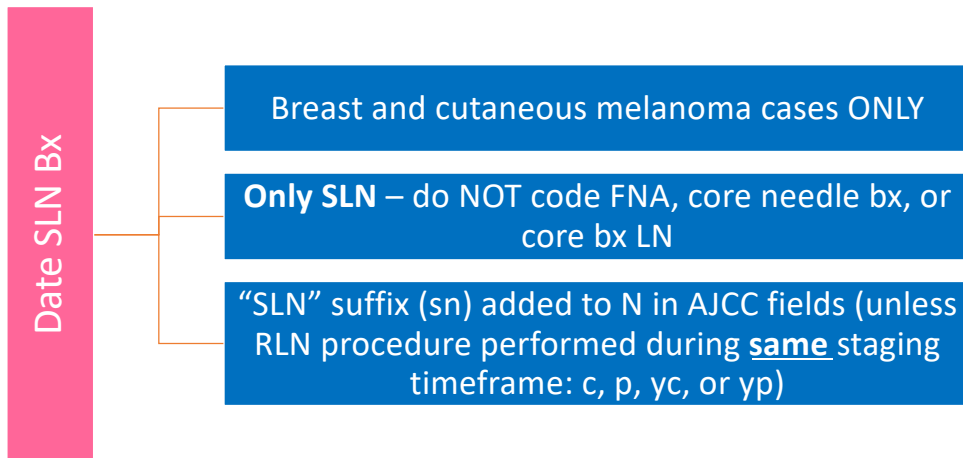 Date SLN Bx
Breast and cutaneous melanoma cases ONLY
Only SLN – do NOT code FNA, core needle bx, or
core bx LN
“SLN” suffix (sn) added to N in AJCC fields (unless
RLN procedure performed during same staging
timeframe: c, p, yc, or yp)